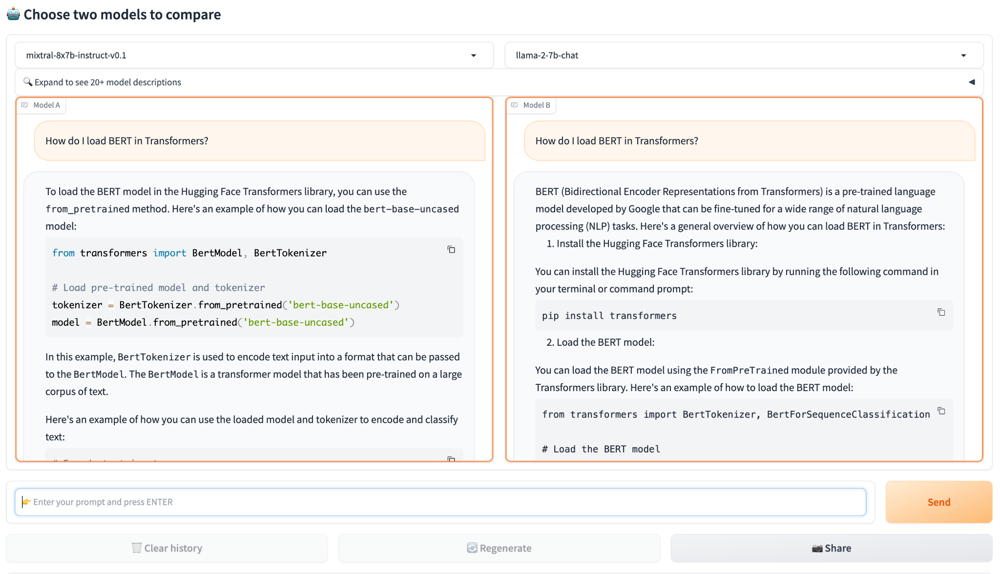 Choose two models to compare
mixtral-8x7b-instruct-v0.1
llama-2-7b-chat
Expand to see 20+ model descriptions
Model A
How do I load BERT in Transformers?
To load the BERT model in the Hugging Face Transformers library, you can use the
from_pretrained method. Here's an example of how you can load the bert-base-uncased
model:
from transformers import BertModel, BertTokenizer
# Load pre-trained model and tokenizer
tokenizer = BertTokenizer.from_pretrained('bert-base-uncased')
model = BertModel.from_pretrained('bert-base-uncased')
In this example, BertTokenizer is used to encode text input into a format that can be passed
to the BertModel. The BertModel is a transformer model that has been pre-trained on a large
corpus of text.
Here's an example of how you can use the loaded model and tokenizer to encode and classify
text:
Model B
How do I load BERT in Transformers?
BERT (Bidirectional Encoder Representations from Transformers) is a pre-trained language
model developed by Google that can be fine-tuned for a wide range of natural language
processing (NLP) tasks. Here's a general overview of how you can load BERT in Transformers:
1. Install the Hugging Face Transformers library:
You can install the Hugging Face Transformers library by running the following command in
your terminal or command prompt:
pip install transformers
2. Load the BERT model:
You can load the BERT model using the FromPreTrained module provided by the
Transformers library. Here's an example of how to load the BERT model:
from transformers import BertTokenizer, BertForSequenceClassification
# Load the BERT model
Enter your prompt and press ENTER
Send
Clear history
Regenerate
Share